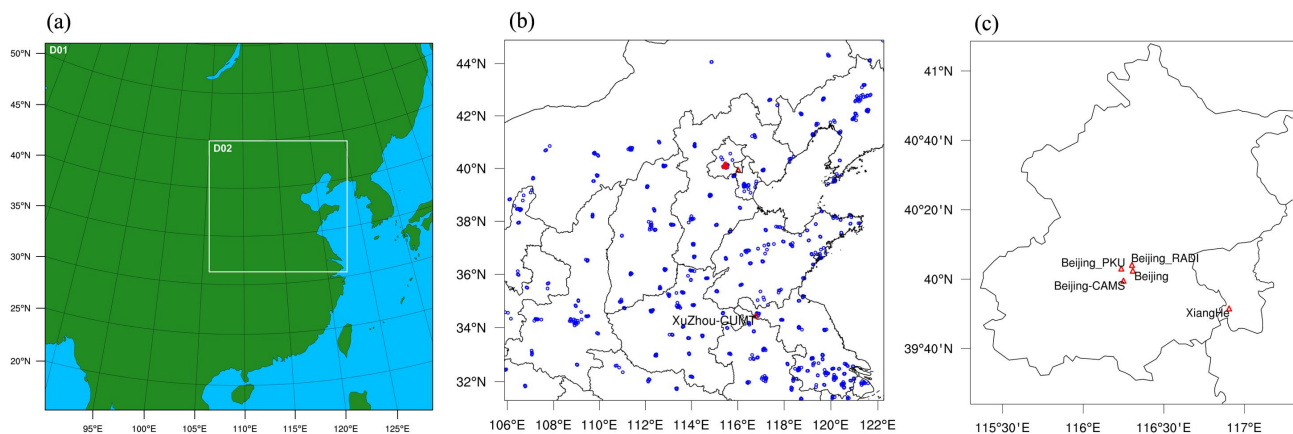 (a)
(b)
(c)
D01
D02
50°N
45°N
40°N
35°N
30°N
25°N
20°N
95°E
100°E
105°E
110°E
115°E
120°E
125°E
44°N
42°N
40°N
38°N
36°N
34°N
32°N
XuZhou-CUMT
106°E
108°E
110°E
112°E
114°E
116°E
118°E
120°E
122°E
41°N
40°40'N
40°20'N
40°N
39°40'N
Beijing_PKU
Beijing_RADI
Beijing
Beijing-CAMS
XiangHe
115°30'E
116°E
116°30'E
117°E